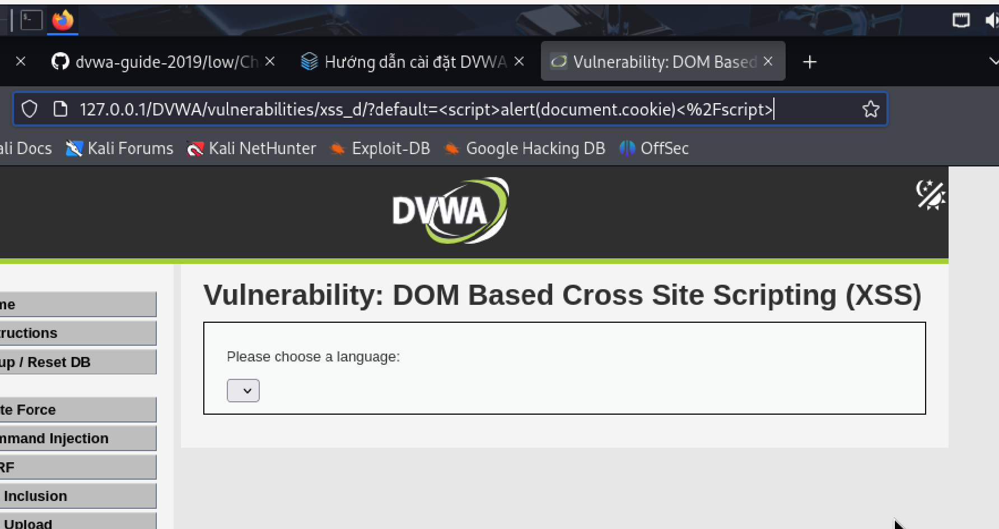 dvwa-guide-2019/low/Ch
Hướng dẫn cài đặt DVWA
Vulnerability: DOM Based
127.0.0.1/DVWA/vulnerabilities/xss_d/?default=<script>alert(document.cookie)<%2Fscript>
ali Docs Kali Forums Kali NetHunter Exploit-DB Google Hacking DB OffSec
DVWA
Vulnerability: DOM Based Cross Site Scripting (XSS)
Please choose a language:
me
tructions
up / Reset DB
te Force
mmand Injection
RF
Inclusion
Upload